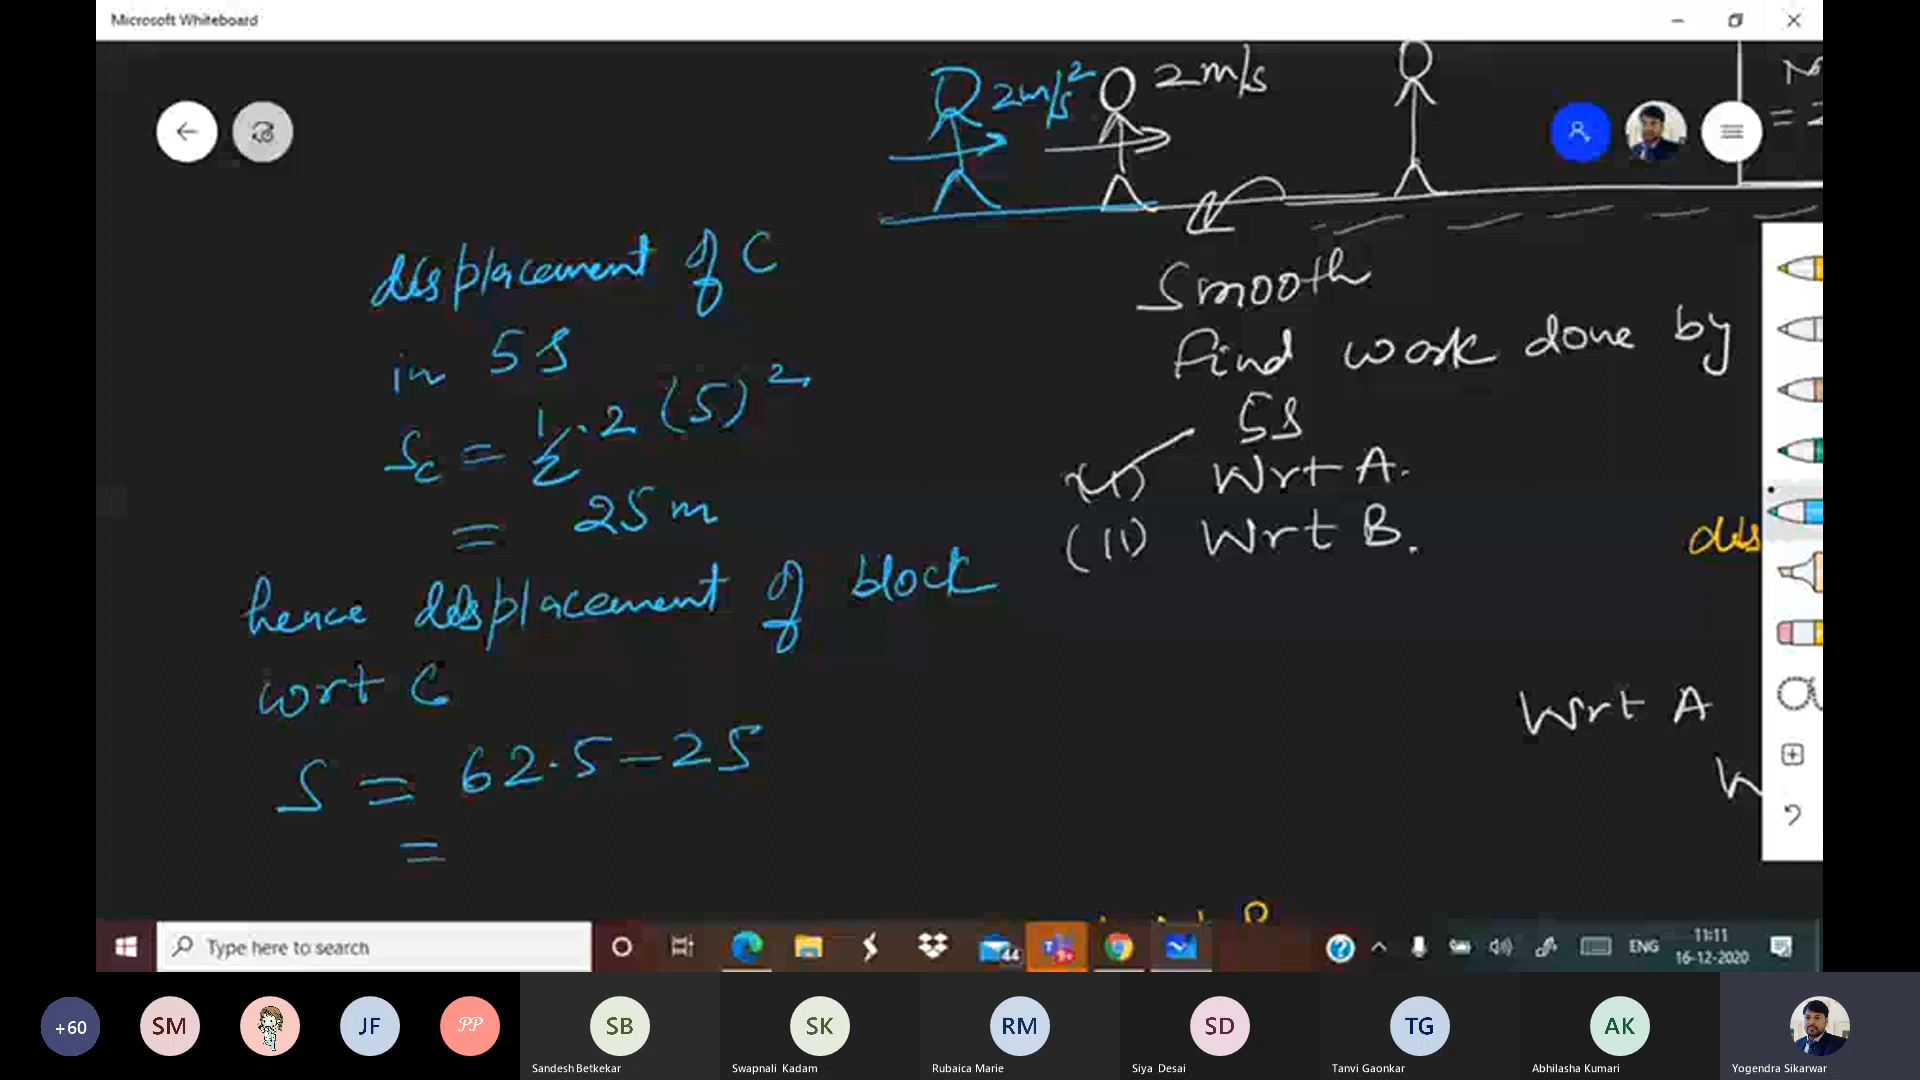 Microsoft Whiteboard
2m/s²
2m/s
displacement of C
in 5s
Sc = 1/2 . 2 (5)²
= 25 m
hence displacement of block
wrt C
S = 62.5 - 25
=
Smooth
find work done by
5s
(i) Wrt A.
(ii) Wrt B.
dis
Wrt A
W
Type here to search
44
9+
ENG
11:11
16-12-2020
+60
SM
JF
PP
SB
SK
RM
SD
TG
AK
Sandesh Betkekar
Swapnali Kadam
Rubaica Marie
Siya Desai
Tanvi Gaonkar
Abhilasha Kumari
Yogendra Sikarwar